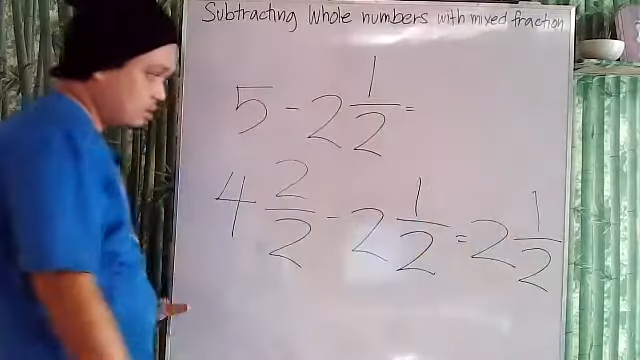 Subtracting Whole numbers with mixed fraction
5 - 2 1/2 =
4 2/2 - 2 1/2 = 2 1/2